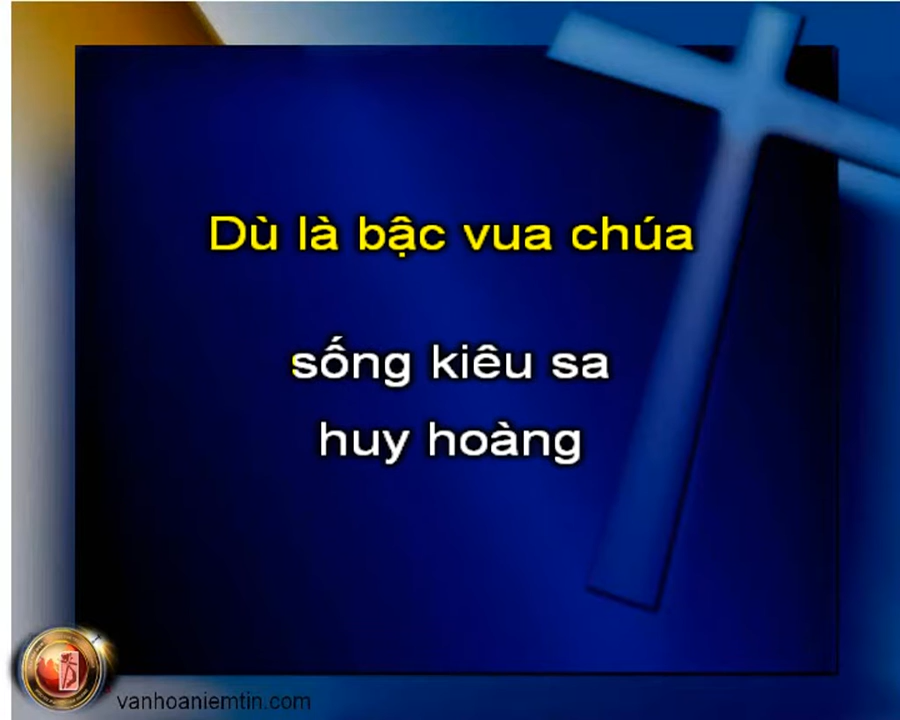 Dù là bậc vua chúa
sống kiêu sa
huy hoàng
vanhoaniemtin.com